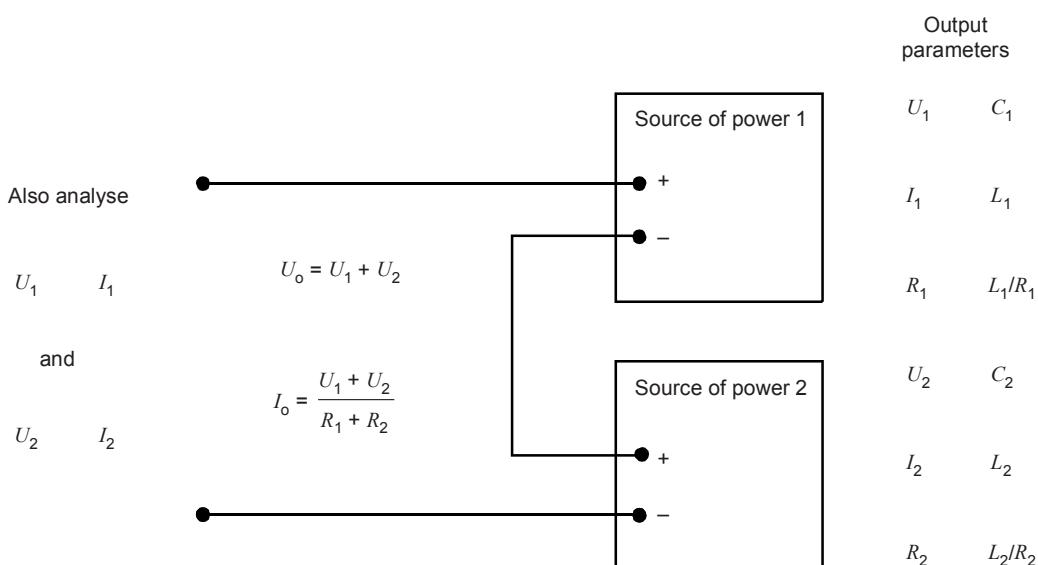 Output
parameters
Source of power 1
U1 C1
+
Also analyse
I1 L1
–
Uo = U1 + U2
U1 I1
R1 L1/R1
and
Source of power 2
U2 C2
Io = U1 + U2 / R1 + R2
U2 I2
+
I2 L2
–
R2 L2/R2